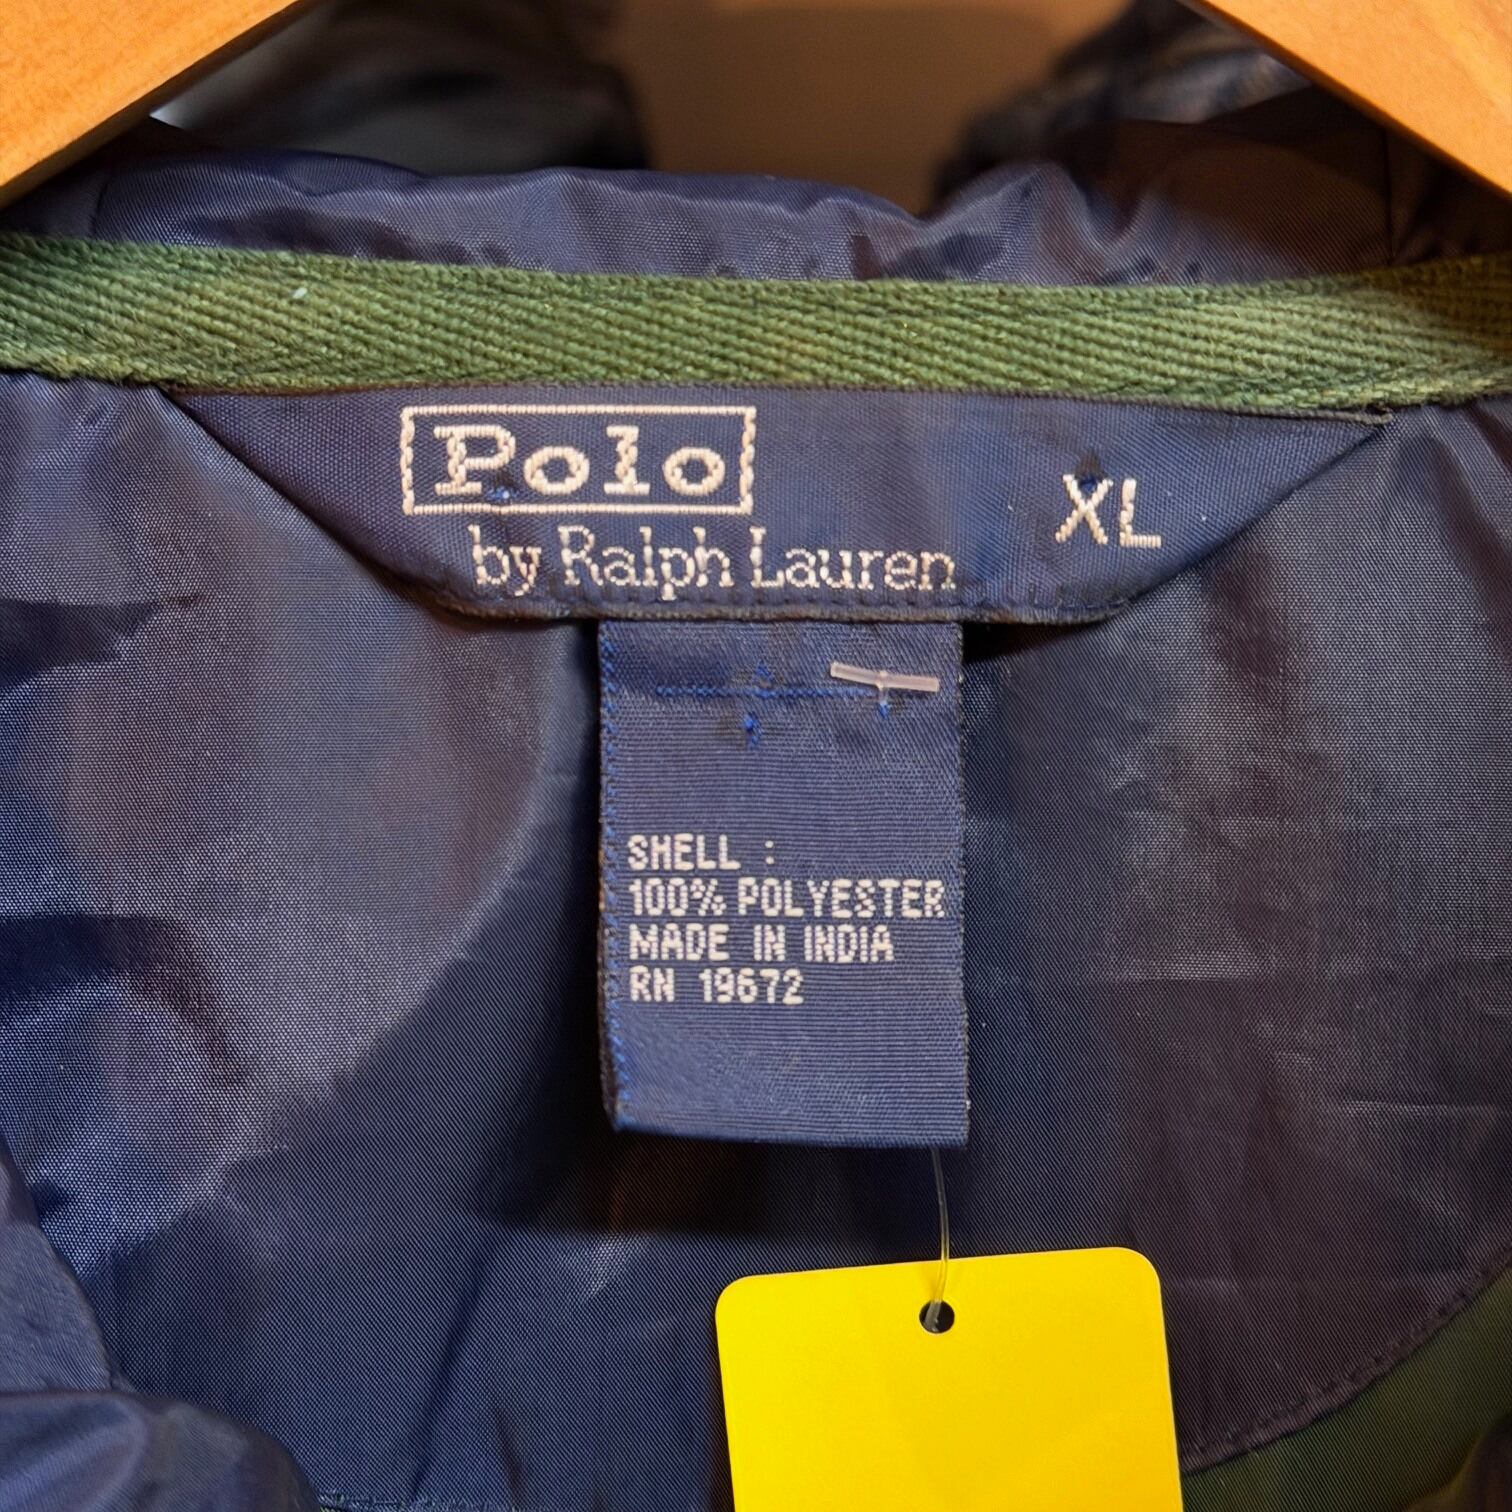 Polo
by Ralph Lauren
XL
SHELL :
100% POLYESTER
MADE IN INDIA
RN 19672